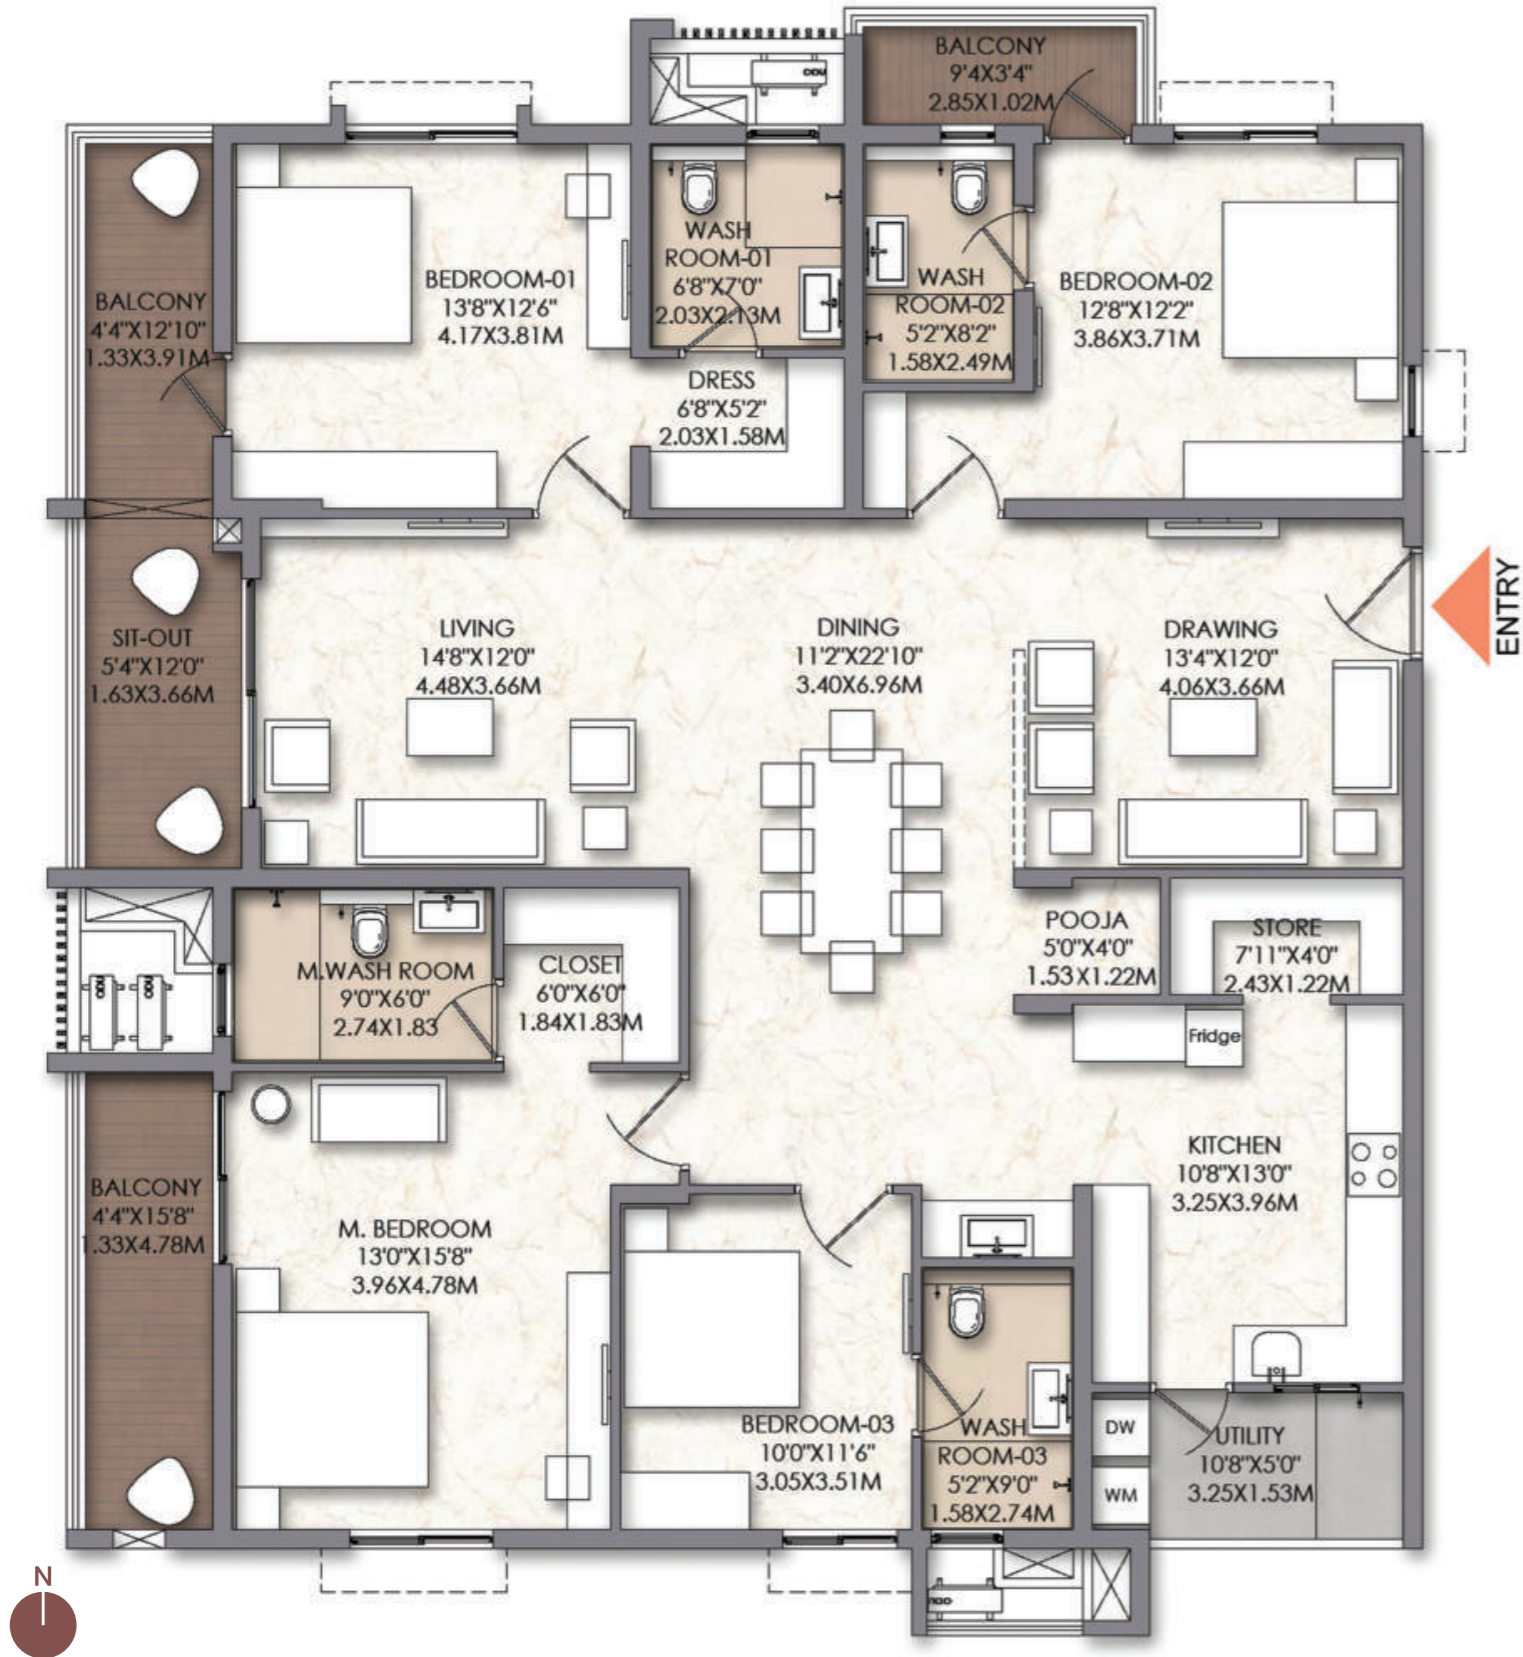 BALCONY
9'4"X3'4"
2.85X1.02M
ODU
BEDROOM-01
13'8"X12'6"
4.17X3.81M
WASH
ROOM-01
6'8"X7'0"
2.03X2.13M
WASH
ROOM-02
5'2"X8'2"
1.58X2.49M
BEDROOM-02
12'8"X12'2"
3.86X3.71M
BALCONY
4'4"X12'10"
1.33X3.91M
DRESS
6'8"X5'2"
2.03X1.58M
ENTRY
SIT-OUT
5'4"X12'0"
1.63X3.66M
LIVING
14'8"X12'0"
4.48X3.66M
DINING
11'2"X22'10"
3.40X6.96M
DRAWING
13'4"X12'0"
4.06X3.66M
POOJA
5'0"X4'0"
1.53X1.22M
STORE
7'11"X4'0"
2.43X1.22M
M.WASH ROOM
9'0"X6'0"
2.74X1.83
CLOSET
6'0"X6'0"
1.84X1.83M
ODU
ODU
Fridge
KITCHEN
10'8"X13'0"
3.25X3.96M
BALCONY
4'4"X15'8"
1.33X4.78M
M. BEDROOM
13'0"X15'8"
3.96X4.78M
BEDROOM-03
10'0"X11'6"
3.05X3.51M
WASH
ROOM-03
5'2"X9'0"
1.58X2.74M
DW
WM
UTILITY
10'8"X5'0"
3.25X1.53M
ODU
N